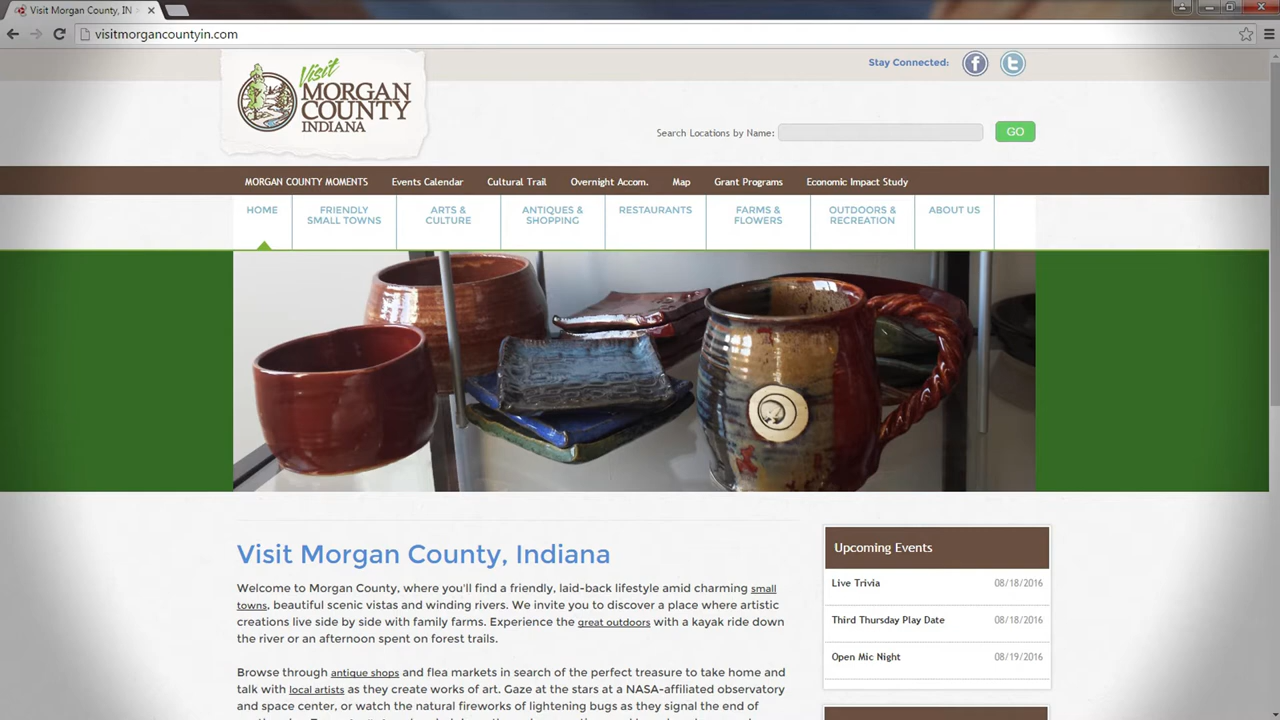 Visit Morgan County, IN
visitmorgancountyin.com
Visit
MORGAN
COUNTY
INDIANA
Stay Connected:
Search Locations by Name:
GO
MORGAN COUNTY MOMENTS Events Calendar Cultural Trail Overnight Accom. Map Grant Programs Economic Impact Study
HOME FRIENDLY SMALL TOWNS ARTS & CULTURE ANTIQUES & SHOPPING RESTAURANTS FARMS & FLOWERS OUTDOORS & RECREATION ABOUT US
Visit Morgan County, Indiana
Welcome to Morgan County, where you'll find a friendly, laid-back lifestyle amid charming small
towns, beautiful scenic vistas and winding rivers. We invite you to discover a place where artistic
creations live side by side with family farms. Experience the great outdoors with a kayak ride down
the river or an afternoon spent on forest trails.
Browse through antique shops and flea markets in search of the perfect treasure to take home and
talk with local artists as they create works of art. Gaze at the stars at a NASA-affiliated observatory
and space center, or watch the natural fireworks of lightening bugs as they signal the end of
Upcoming Events
Live Trivia 08/18/2016
Third Thursday Play Date 08/18/2016
Open Mic Night 08/19/2016